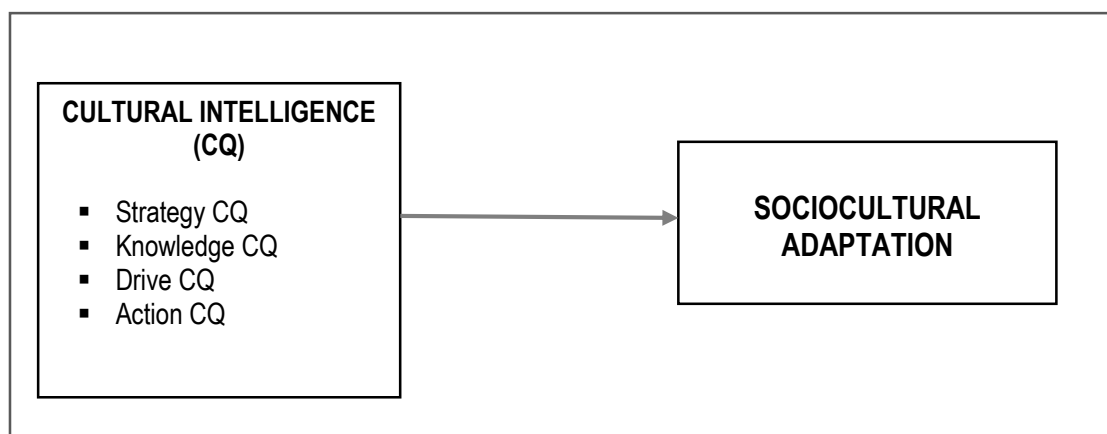 CULTURAL INTELLIGENCE
(CQ)
▪ Strategy CQ
▪ Knowledge CQ
▪ Drive CQ
▪ Action CQ
SOCIOCULTURAL
ADAPTATION